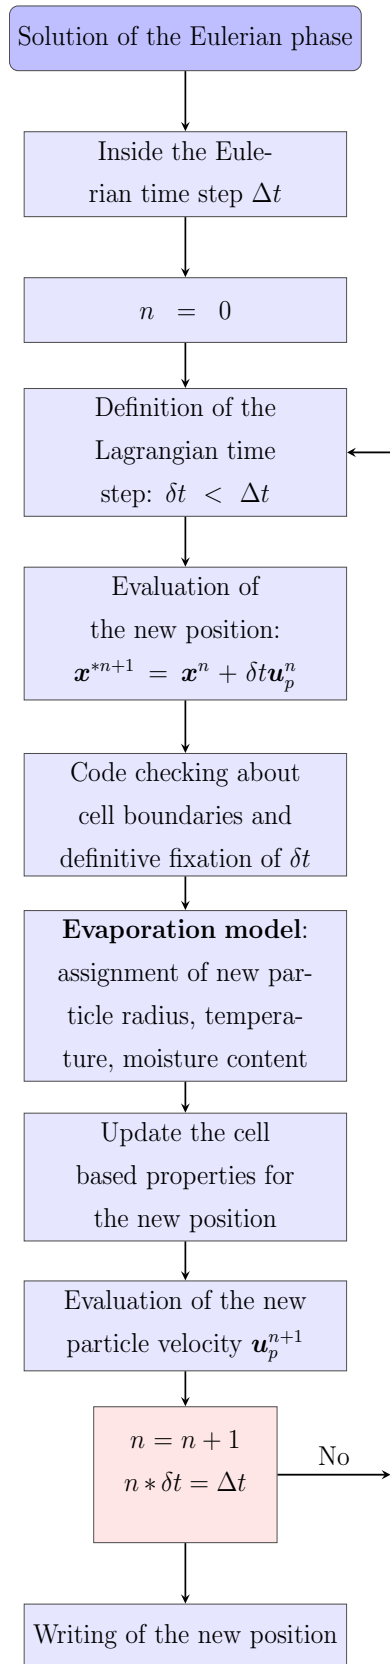 Solution of the Eulerian phase
Inside the Eule-
rian time step Δt
n = 0
Definition of the
Lagrangian time
step: δt < Δt
Evaluation of
the new position:
x^{*n+1} = x^n + δtu_p^n
Code checking about
cell boundaries and
definitive fixation of δt
Evaporation model:
assignment of new par-
ticle radius, tempera-
ture, moisture content
Update the cell
based properties for
the new position
Evaluation of the new
particle velocity u_p^{n+1}
n = n + 1
n ∗ δt = Δt
No
Writing of the new position